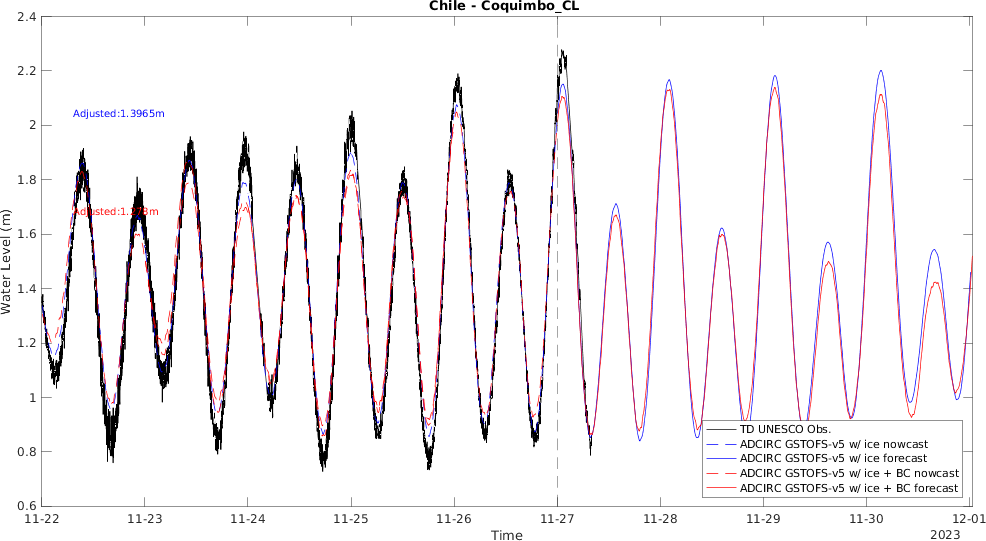 Chile - Coquimbo_CL
2.4
2.2
2
1.8
1.6
1.4
1.2
1
0.8
0.6
Water Level (m)
Adjusted:1.3965m
11-22
11-23
11-24
11-25
11-26
11-27
11-28
11-29
11-30
12-01
Time
2023
TD UNESCO Obs.
ADCIRC GSTOFS-v5 w/ ice nowcast
ADCIRC GSTOFS-v5 w/ ice forecast
ADCIRC GSTOFS-v5 w/ ice + BC nowcast
ADCIRC GSTOFS-v5 w/ ice + BC forecast